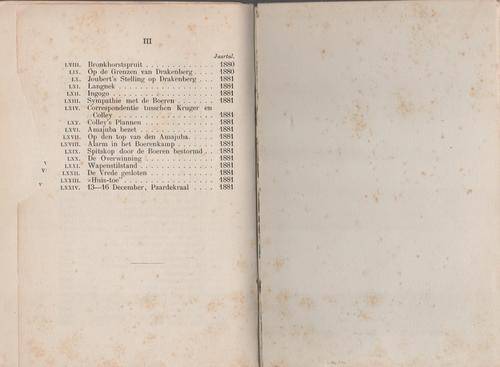 III
Jaartal.
LVIII. Bronkhorstspruit . . . . . . . . . . . . 1880
LIX. Op de Grenzen van Drakenberg . . . . 1880
LX. Joubert's Stelling op Drakenberg . . . . 1881
LXI. Langnek . . . . . . . . . . . . . . . . 1881
LXII. Ingogo . . . . . . . . . . . . . . . . 1881
LXIII. Sympathie met de Boeren . . . . . . 1881
LXIV. Correspondentie tusschen Kruger en
Colley . . . . . . . . . . . . . . . . 1881
LXV. Colley's Plannen . . . . . . . . . . . . 1881
LXVI. Amajuba bezet . . . . . . . . . . . . 1881
LXVII. Op den top van den Amajuba. . . . . 1881
LXVIII. Alarm in het Boerenkamp . . . . . . 1881
LXIX. Spitskop door de Boeren bestormd . . 1881
LXX. De Overwinning . . . . . . . . . . . 1881
v LXXI. Wapenstilstand . . . . . . . . . . . 1881
v LXXII. De Vrede gesloten . . . . . . . . . . 1881
LXXIII. »Huis-toe" . . . . . . . . . . . . . . 1881
v LXXIV. 13—16 December, Paardekraal . . . . 1881